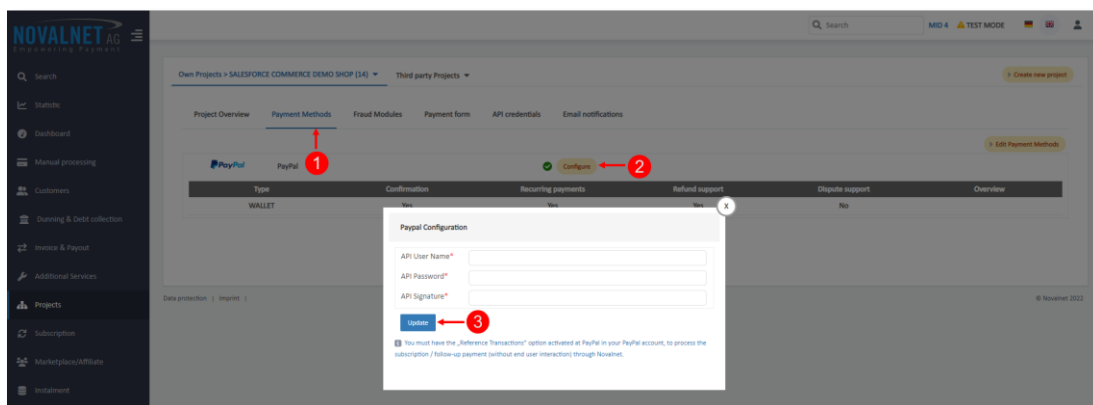 NOVALNET AG
Empowering Payment
Search
MID 4 TEST MODE
Search
Statistic
Dashboard
Manual processing
Customers
Dunning & Debt collection
Invoice & Payout
Additional Services
Projects
Subscription
Marketplace/Affiliate
Instalment
Own Projects > SALESFORCE COMMERCE DEMO SHOP (14) Third party Projects
> Create new project
Project Overview Payment Methods Fraud Modules Payment form API credentials Email notifications
> Edit Payment Methods
PayPal PayPal 1 Configure 2
Type Confirmation Recurring payments Refund support Dispute support Overview
WALLET Yes Yes Yes No
X
Paypal Configuration
API User Name*
API Password*
API Signature*
Update 3
i You must have the „Reference Transactions" option activated at PayPal in your PayPal account, to process the
subscription / follow-up payment (without end user interaction) through Novalnet.
Data protection | Imprint |
© Novalnet 2022